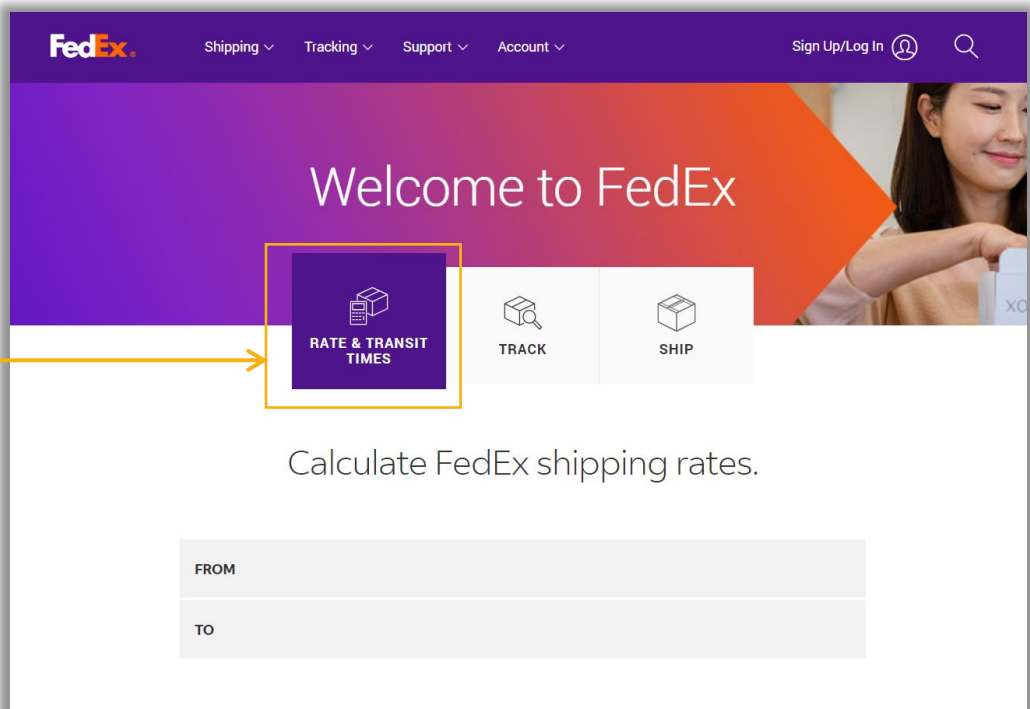 FedEx®
Shipping Tracking Support Account Sign Up/Log In
Welcome to FedEx
RATE & TRANSIT
TIMES
TRACK
SHIP
Calculate FedEx shipping rates.
FROM
TO